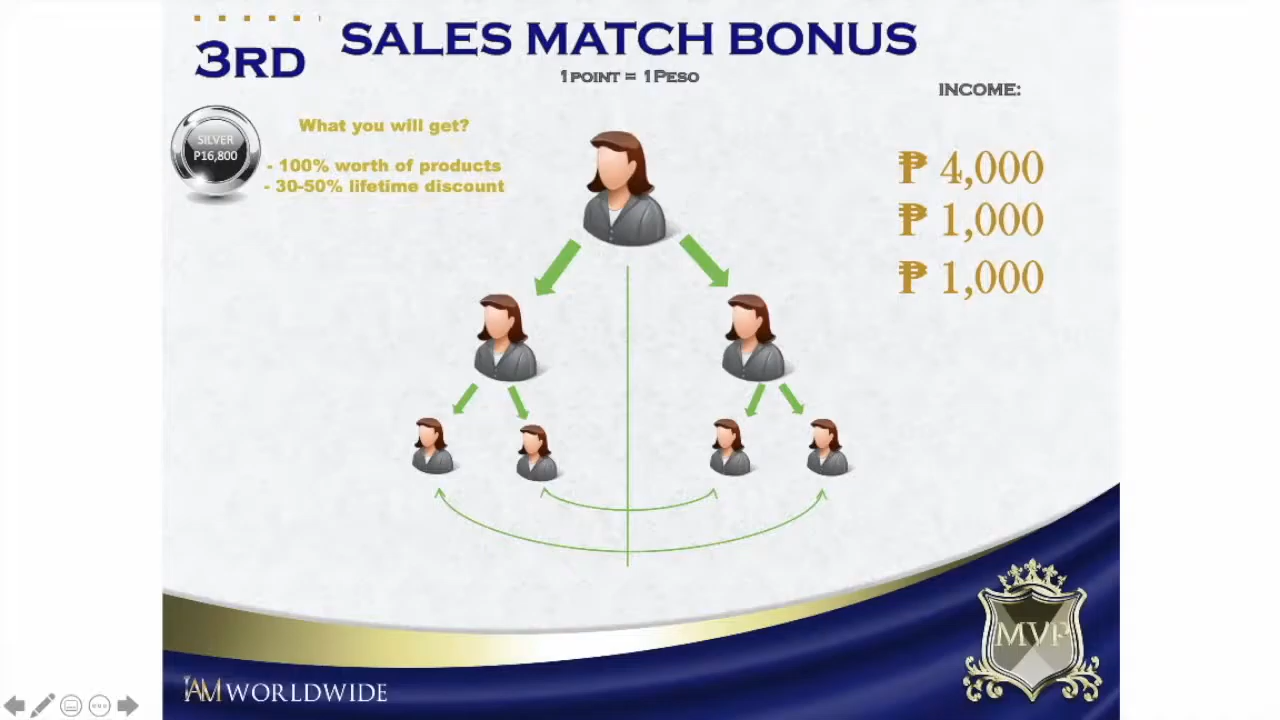 3RD
SALES MATCH BONUS
1 POINT = 1 PESO
INCOME:
SILVER
P16,800
What you will get?
- 100% worth of products
- 30-50% lifetime discount
₱ 4,000
₱ 1,000
₱ 1,000
MVP
I AM WORLDWIDE